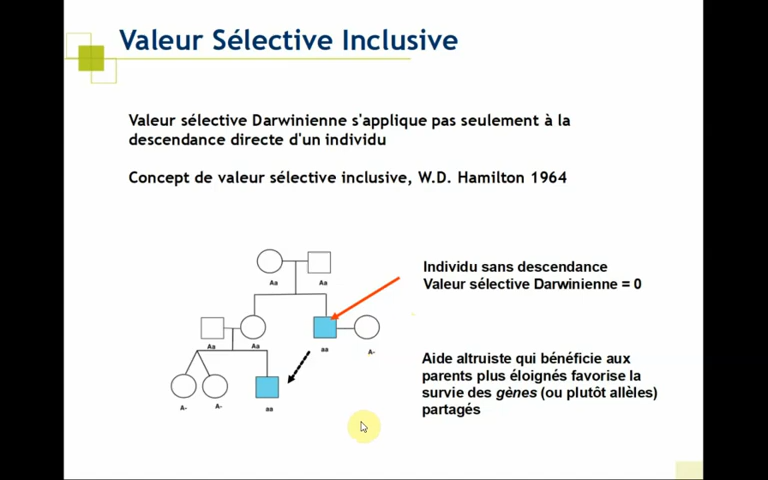 Valeur Sélective Inclusive
Valeur sélective Darwinienne s'applique pas seulement à la
descendance directe d'un individu
Concept de valeur sélective inclusive, W.D. Hamilton 1964
Aa Aa
Individu sans descendance
Valeur sélective Darwinienne = 0
Aa Aa aa A-
Aide altruiste qui bénéficie aux
parents plus éloignés favorise la
survie des gènes (ou plutôt allèles)
partagés
A- A- aa